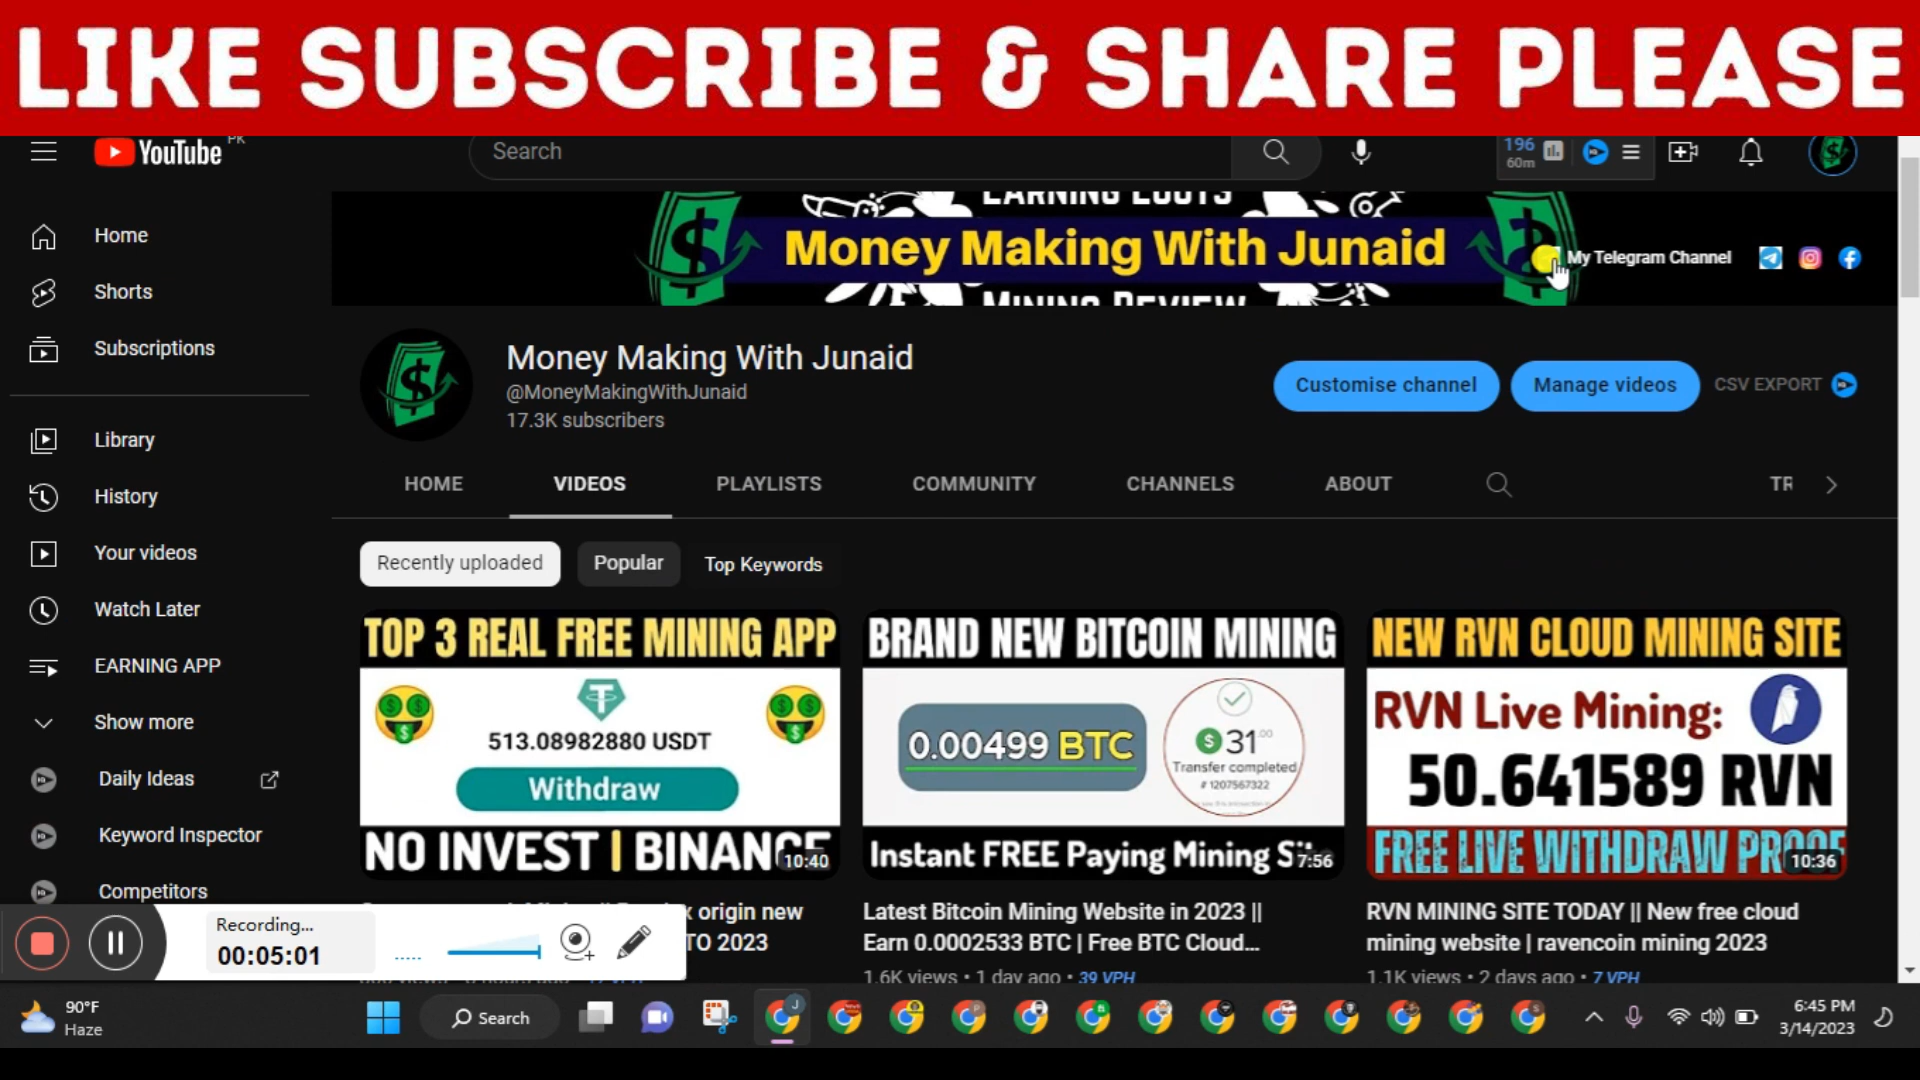 LIKE SUBSCRIBE & SHARE PLEASE
YouTube PK
Search
196
60m
Home
Shorts
Subscriptions
Library
History
Your videos
Watch Later
EARNING APP
Show more
Daily Ideas
Keyword Inspector
Competitors
EARNING LOOTS
Money Making With Junaid
MINING REVIEW
My Telegram Channel
Money Making With Junaid
@MoneyMakingWithJunaid
17.3K subscribers
Customise channel
Manage videos
CSV EXPORT
HOME
VIDEOS
PLAYLISTS
COMMUNITY
CHANNELS
ABOUT
Recently uploaded
Popular
Top Keywords
TOP 3 REAL FREE MINING APP
513.08982880 USDT
Withdraw
NO INVEST | BINANCE
10:40
x origin new
TO 2023
BRAND NEW BITCOIN MINING
0.00499 BTC
$31.00
Transfer completed
# 1207567322
Instant FREE Paying Mining
7:56
Latest Bitcoin Mining Website in 2023 ||
Earn 0.0002533 BTC | Free BTC Cloud...
1.6K views • 1 day ago • 39 VPH
NEW RVN CLOUD MINING SITE
RVN Live Mining:
50.641589 RVN
FREE LIVE WITHDRAW PROOF
10:36
RVN MINING SITE TODAY || New free cloud
mining website | ravencoin mining 2023
1.1K views • 2 days ago • 7 VPH
Recording...
00:05:01
90°F
Haze
Search
6:45 PM
3/14/2023